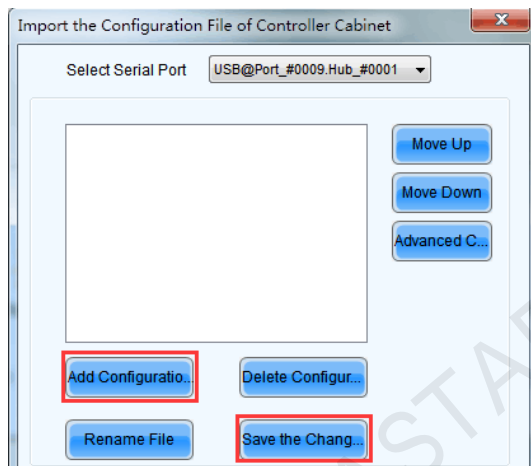 Import the Configuration File of Controller Cabinet
Select Serial Port USB@Port_#0009.Hub_#0001
Move Up
Move Down
Advanced C...
Add Configuratio... Delete Configur...
Rename File Save the Chang...